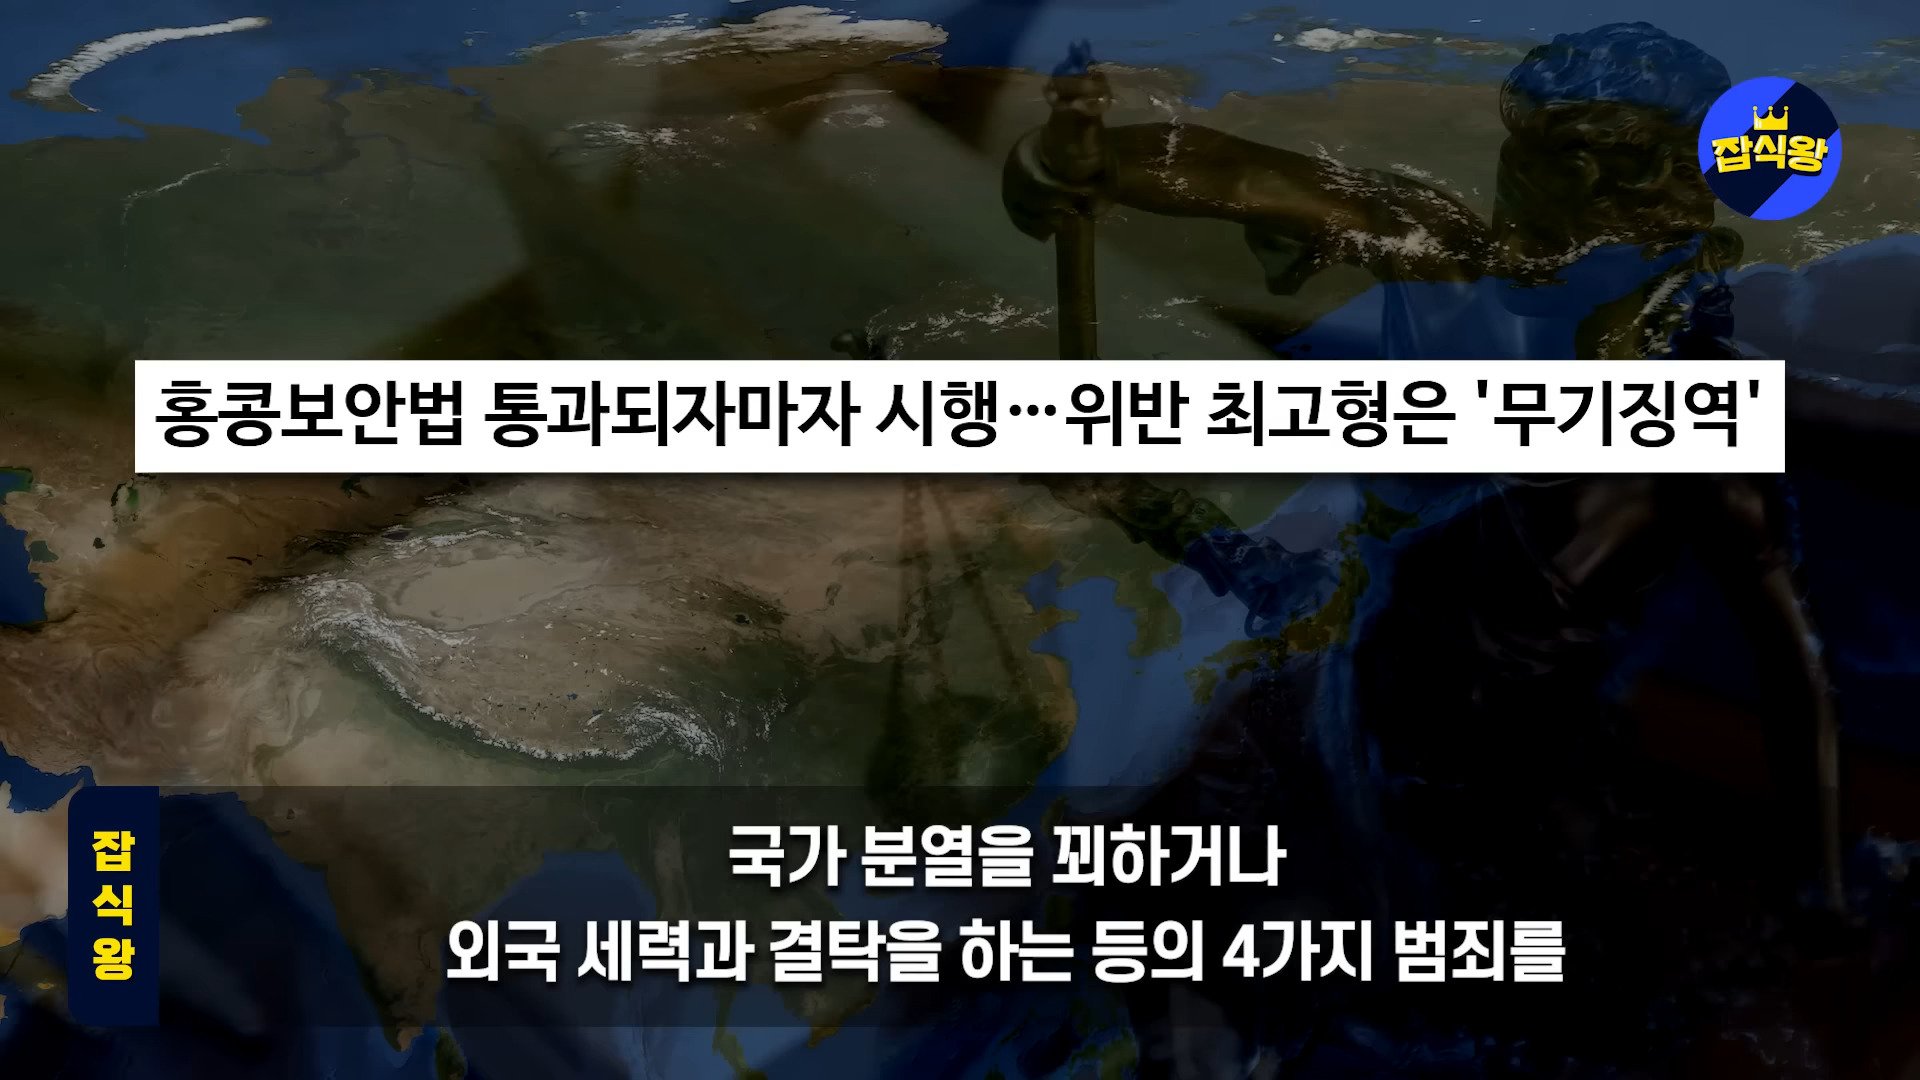 잡식왕
홍콩보안법 통과되자마자 시행…위반 최고형은 '무기징역'
잡식왕
국가 분열을 꾀하거나
외국 세력과 결탁을 하는 등의 4가지 범죄를